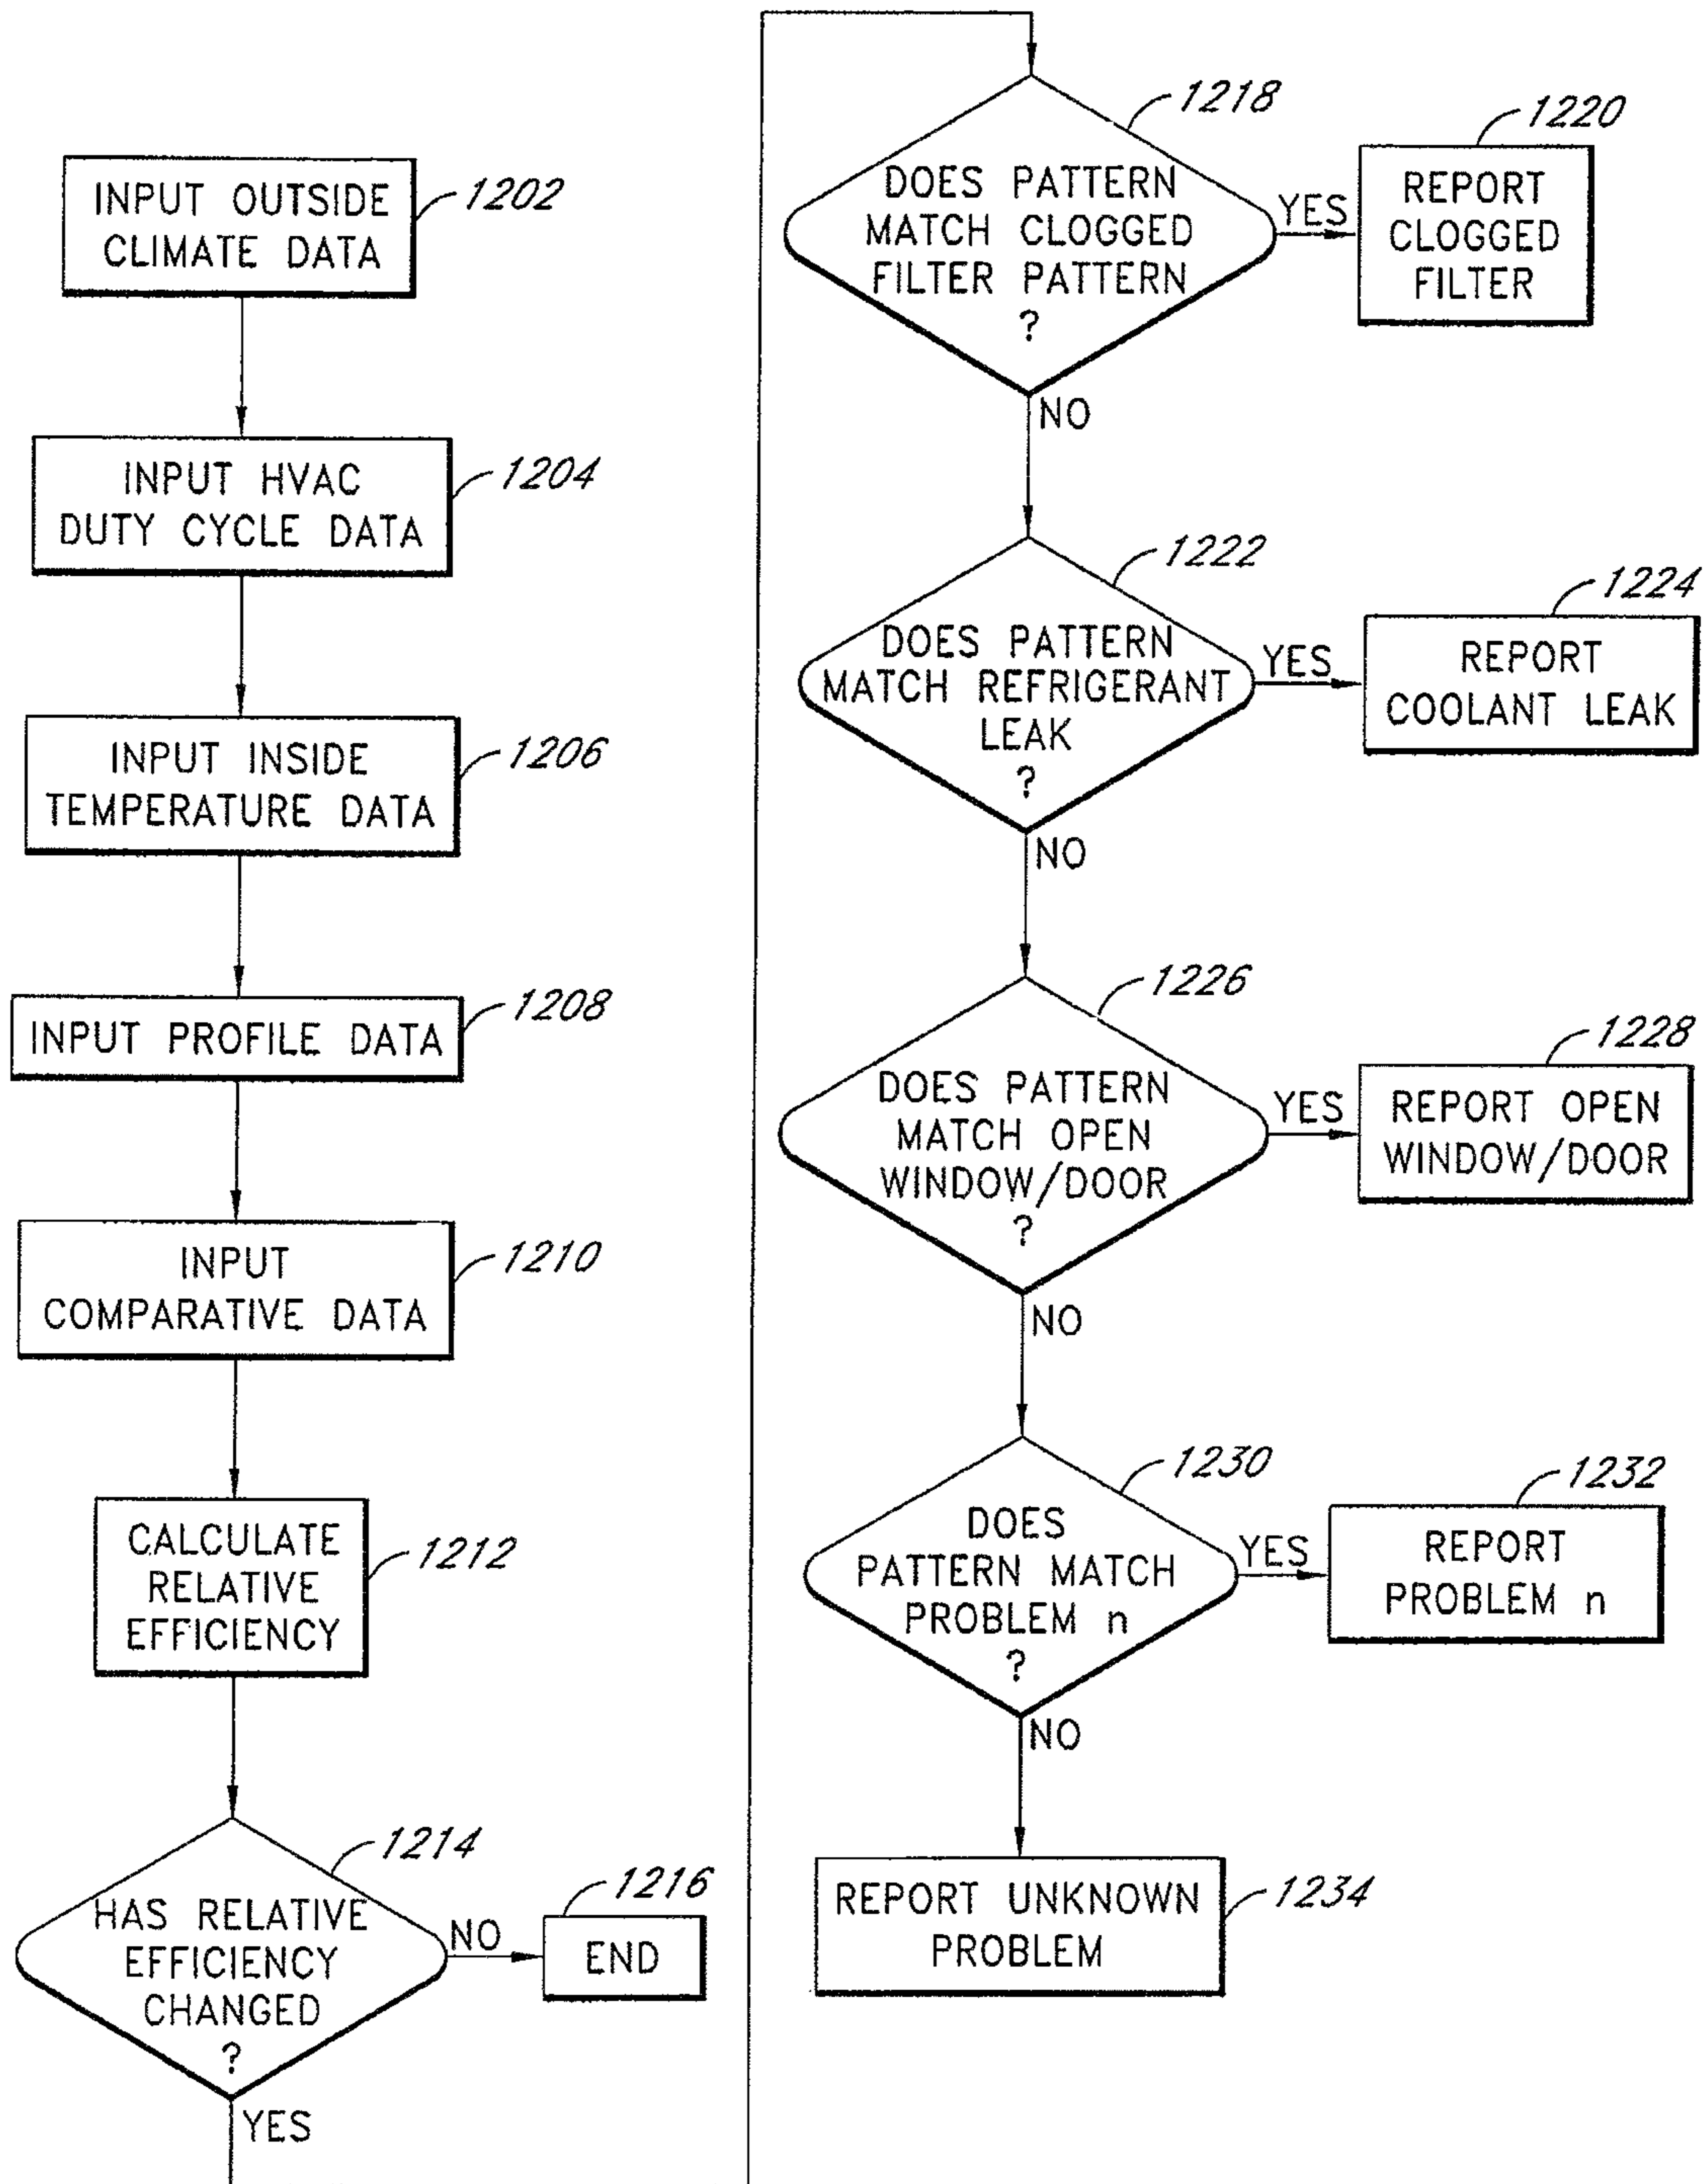 INPUT OUTSIDE
CLIMATE DATA
1202
INPUT HVAC
DUTY CYCLE DATA
1204
INPUT INSIDE
TEMPERATURE DATA
1206
INPUT PROFILE DATA
1208
INPUT
COMPARATIVE DATA
1210
CALCULATE
RELATIVE
EFFICIENCY
1212
HAS RELATIVE
EFFICIENCY
CHANGED
?
1214
NO
END
1216
YES
DOES PATTERN
MATCH CLOGGED
FILTER PATTERN
?
1218
YES
REPORT
CLOGGED
FILTER
1220
NO
DOES PATTERN
MATCH REFRIGERANT
LEAK
?
1222
YES
REPORT
COOLANT LEAK
1224
NO
DOES PATTERN
MATCH OPEN
WINDOW/DOOR
?
1226
YES
REPORT OPEN
WINDOW/DOOR
1228
NO
DOES
PATTERN MATCH
PROBLEM n
?
1230
YES
REPORT
PROBLEM n
1232
NO
REPORT UNKNOWN
PROBLEM
1234